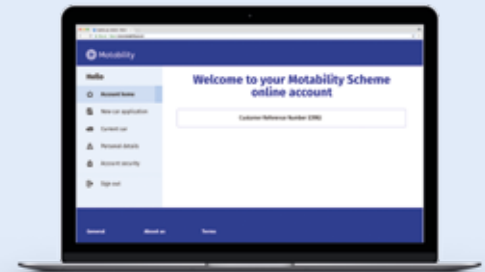 Motability
Hello
Account home
New car application
Current car
Personal details
Account security
Sign out
Welcome to your Motability Scheme
online account
Customer Reference Number (CRN)
General
About us
Terms